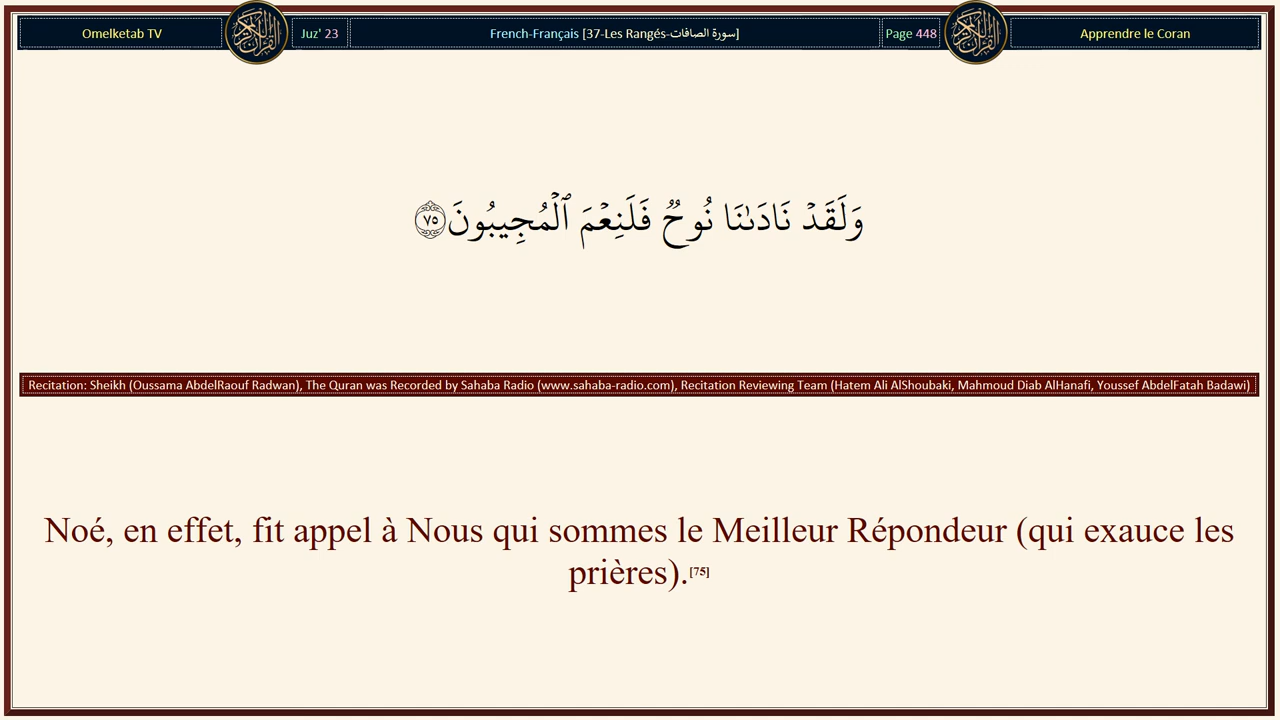 Omelketab TV
Juz' 23
French-Français [37-Les Rangés-سورة الصافات]
Page 448
Apprendre le Coran
وَلَقَدۡ نَادَىٰنَا نُوحٞ فَلَنِعۡمَ ٱلۡمُجِيبُونَ ٧٥
Recitation: Sheikh (Oussama AbdelRaouf Radwan), The Quran was Recorded by Sahaba Radio (www.sahaba-radio.com), Recitation Reviewing Team (Hatem Ali AlShoubaki, Mahmoud Diab AlHanafi, Youssef AbdelFatah Badawi)
Noé, en effet, fit appel à Nous qui sommes le Meilleur Répondeur (qui exauce les
prières).[75]